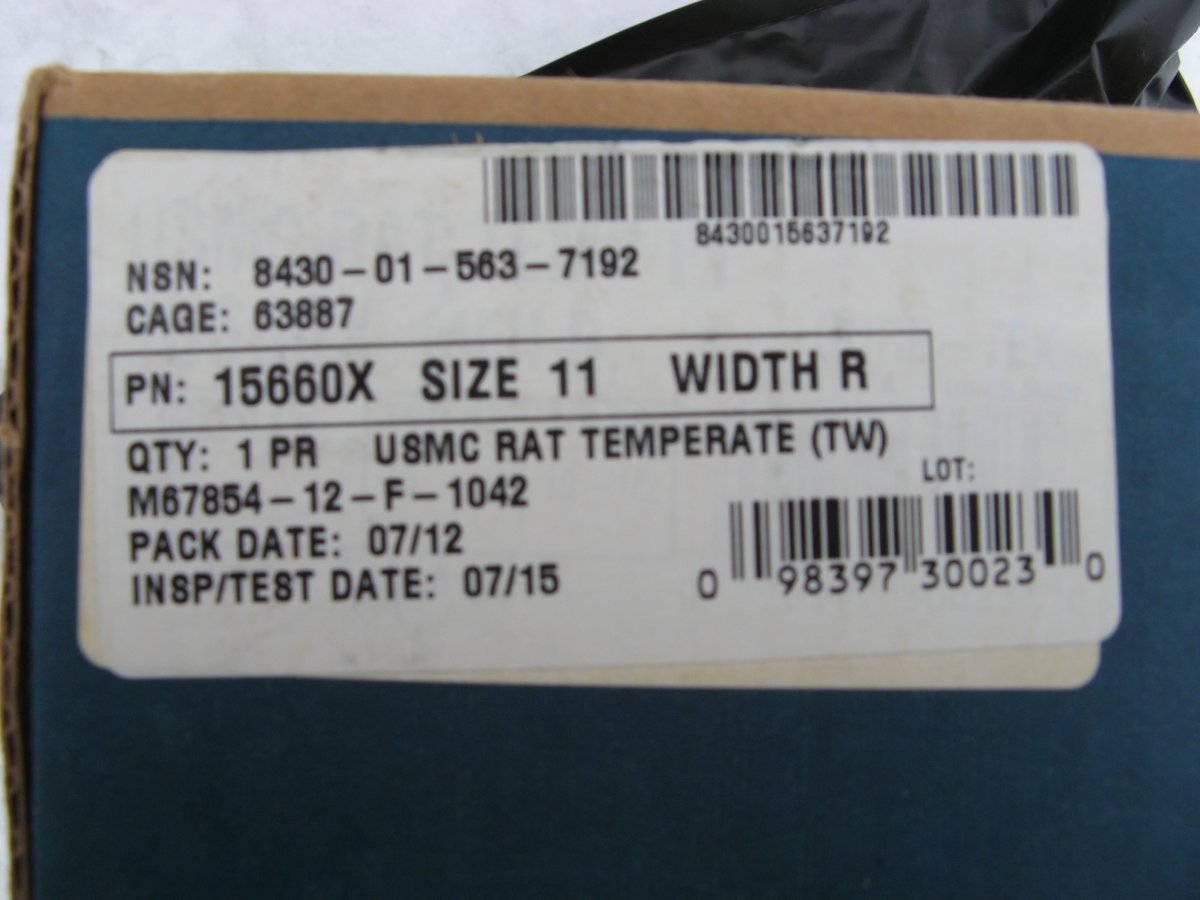 8430015637192
NSN: 8430-01-563-7192
CAGE: 63887
PN: 15660X SIZE 11 WIDTH R
QTY: 1 PR USMC RAT TEMPERATE (TW)
LOT:
M67854-12-F-1042
PACK DATE: 07/12
INSP/TEST DATE: 07/15
0 98397 30023 0